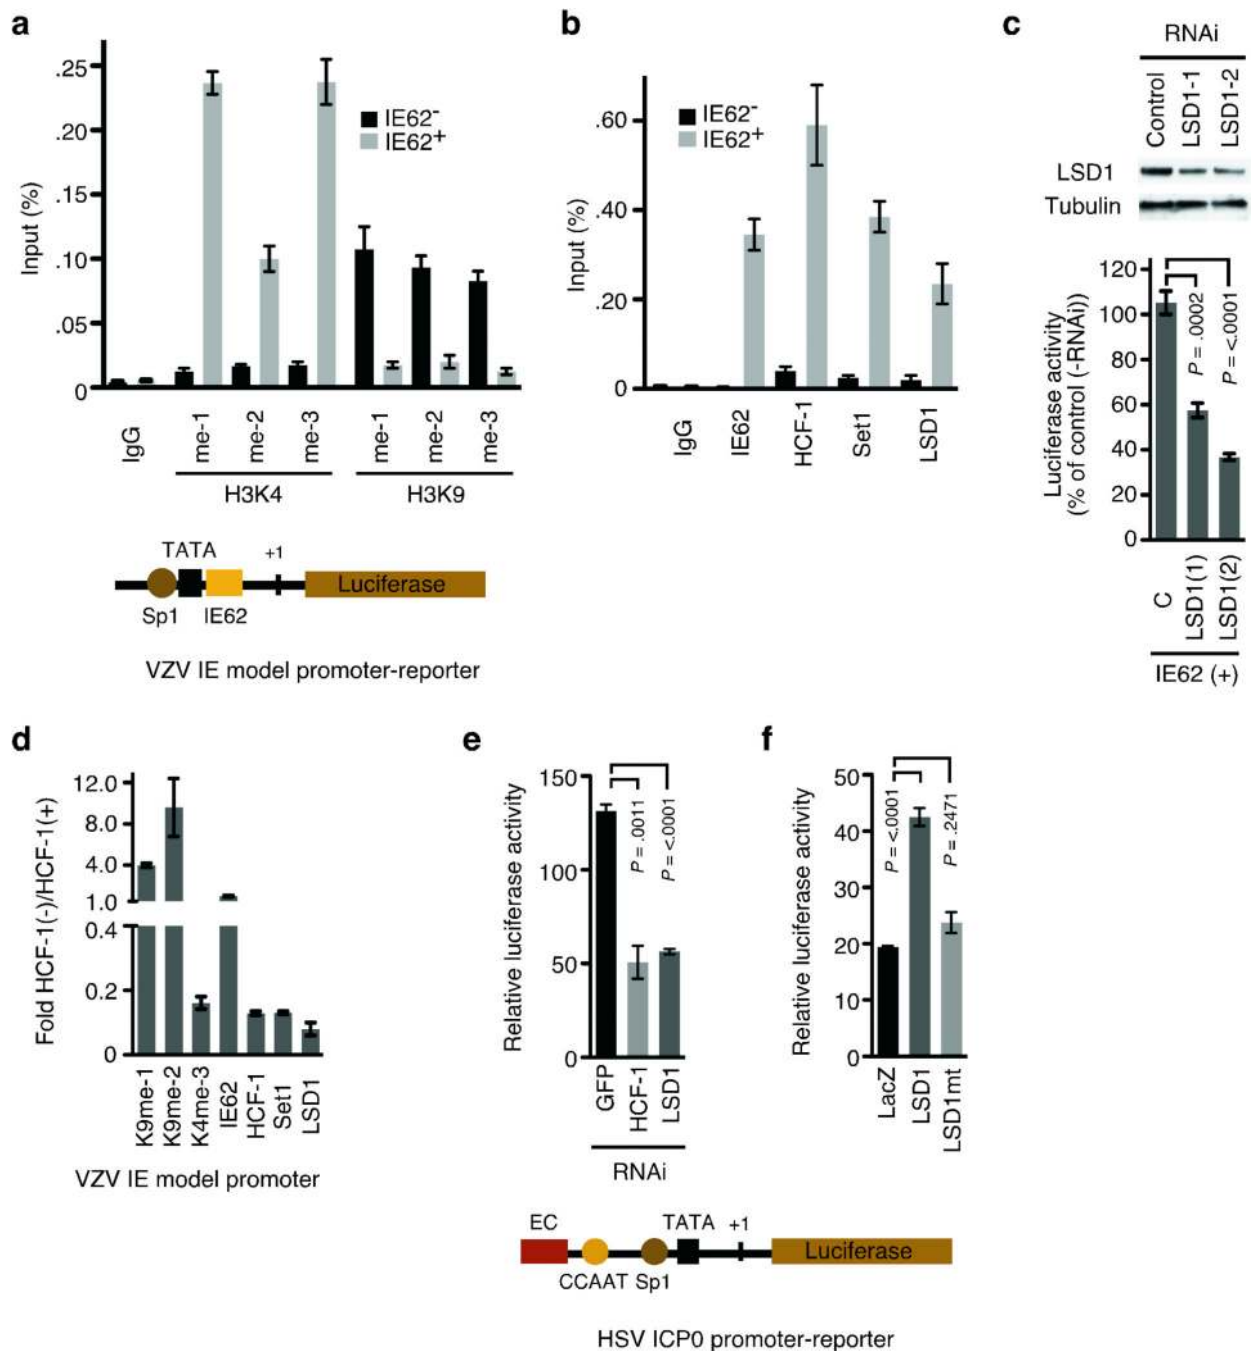 a
.25
.20
.15
.10
.05
0
Input (%)
IE62-
IE62+
IgG
me-1
me-2
me-3
me-1
me-2
me-3
H3K4
H3K9
TATA
+1
Luciferase
Sp1
IE62
VZV IE model promoter-reporter
b
.60
.40
.20
0
Input (%)
IE62-
IE62+
IgG
IE62
HCF-1
Set1
LSD1
c
RNAi
Control
LSD1-1
LSD1-2
LSD1
Tubulin
120
100
80
60
40
20
0
Luciferase activity
(% of control (-RNAi))
P = .0002
P = <.0001
C
LSD1(1)
LSD1(2)
IE62 (+)
d
12.0
8.0
4.0
1.0
0.4
0.2
0
Fold HCF-1(-)/HCF-1(+)
K9me-1
K9me-2
K4me-3
IE62
HCF-1
Set1
LSD1
VZV IE model promoter
e
150
100
50
0
Relative luciferase activity
P = .0011
P = <.0001
GFP
HCF-1
LSD1
RNAi
f
50
40
30
20
10
0
Relative luciferase activity
P = <.0001
P = .2471
LacZ
LSD1
LSD1mt
EC
TATA
+1
Luciferase
CCAAT
Sp1
HSV ICP0 promoter-reporter